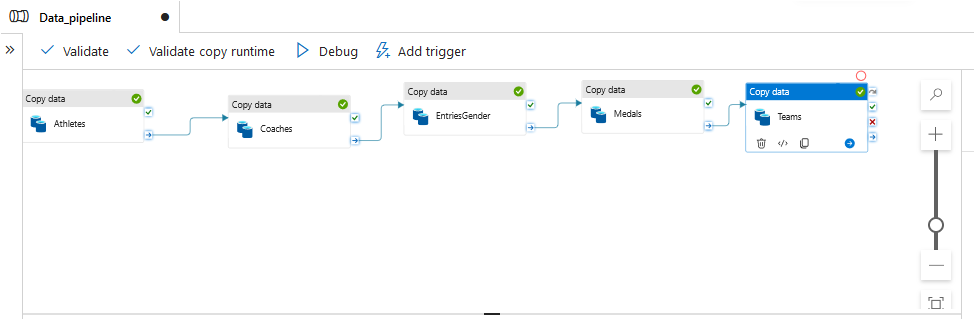 Data_pipeline
Validate
Validate copy runtime
Debug
Add trigger
Copy data
Athletes
Copy data
Coaches
Copy data
EntriesGender
Copy data
Medals
Copy data
Teams